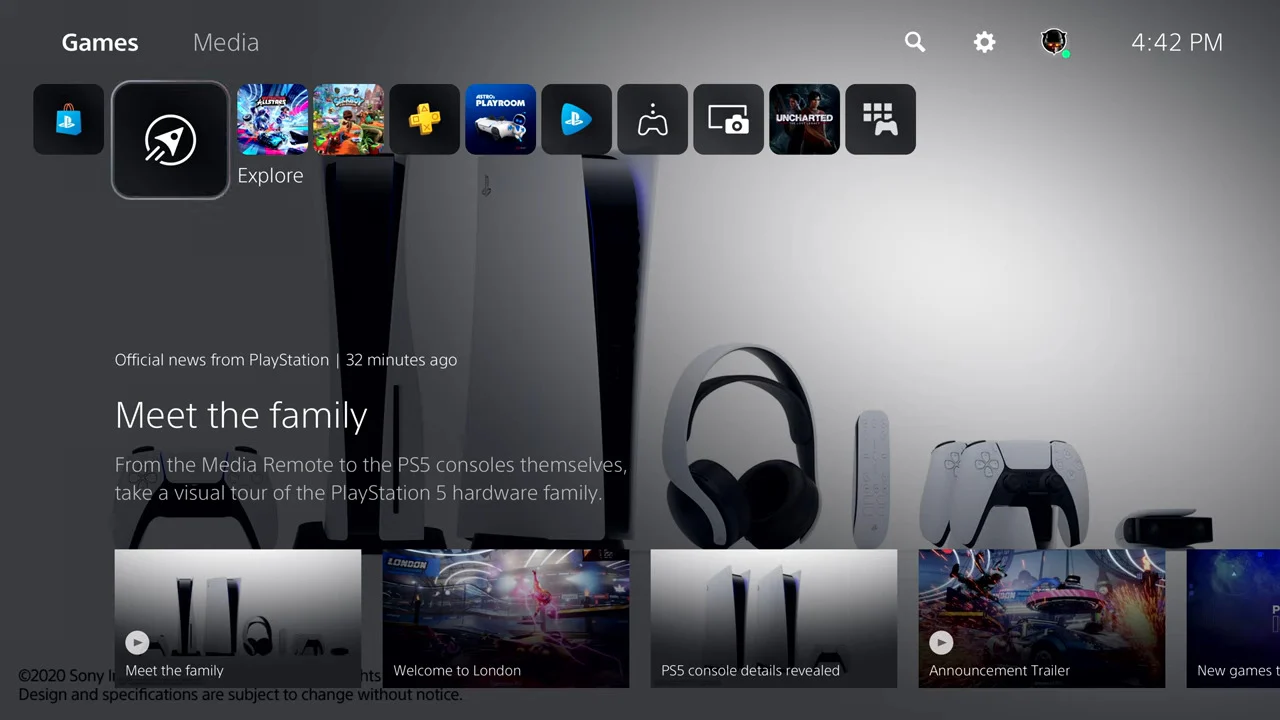 Games
Media
4:42 PM
ALLSTARS
ASTRO's
PLAYROOM
UNCHARTED
Explore
Official news from PlayStation | 32 minutes ago
Meet the family
From the Media Remote to the PS5 consoles themselves,
take a visual tour of the PlayStation 5 hardware family.
LONDON
Meet the family
Welcome to London
PS5 console details revealed
Announcement Trailer
New games t
©2020 Sony In
hts
Design and specifications are subject to change without notice.